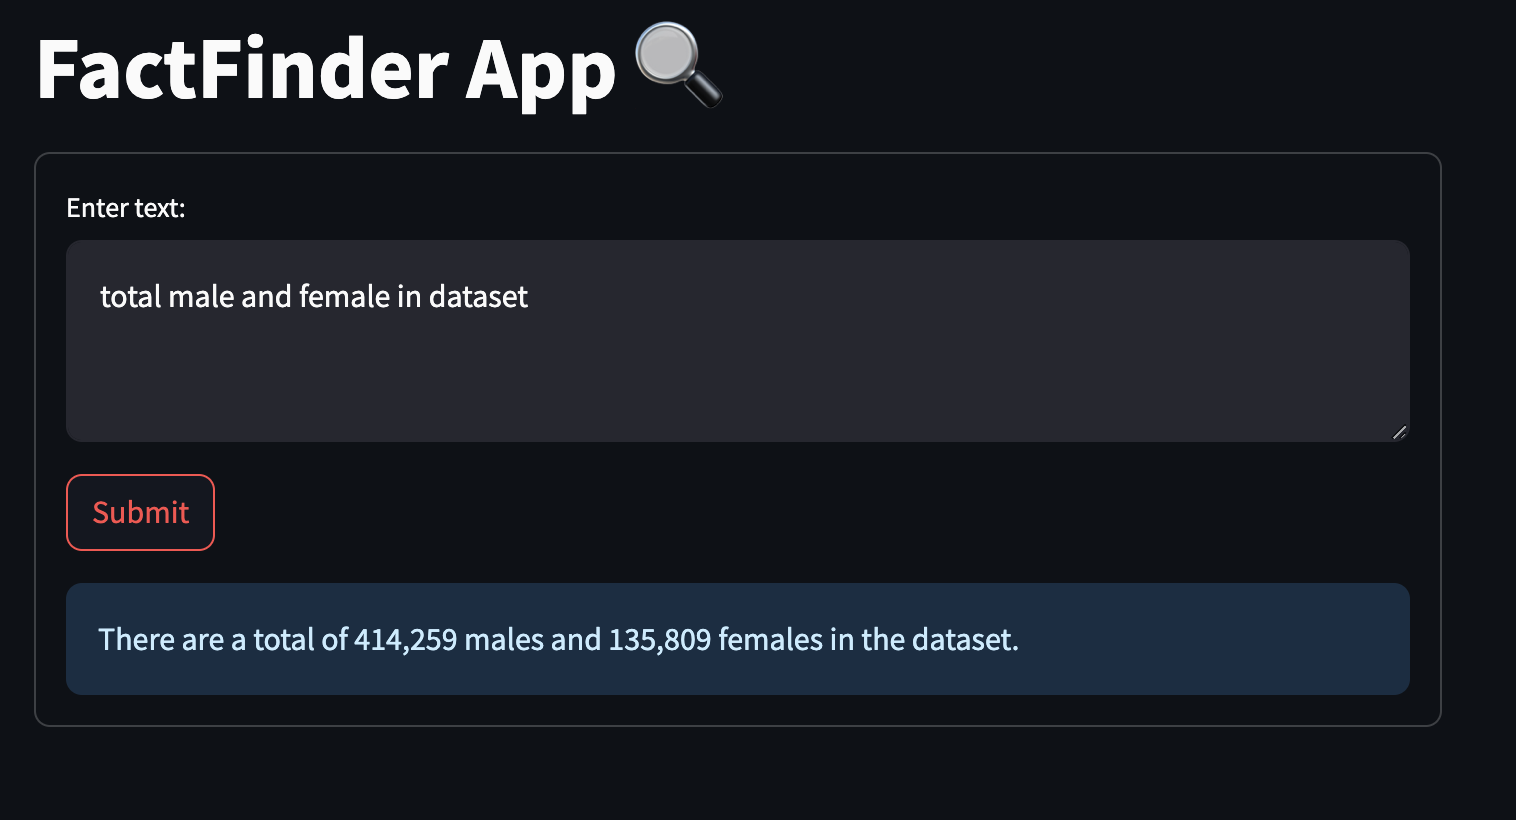 FactFinder App
Enter text:
total male and female in dataset
Submit
There are a total of 414,259 males and 135,809 females in the dataset.